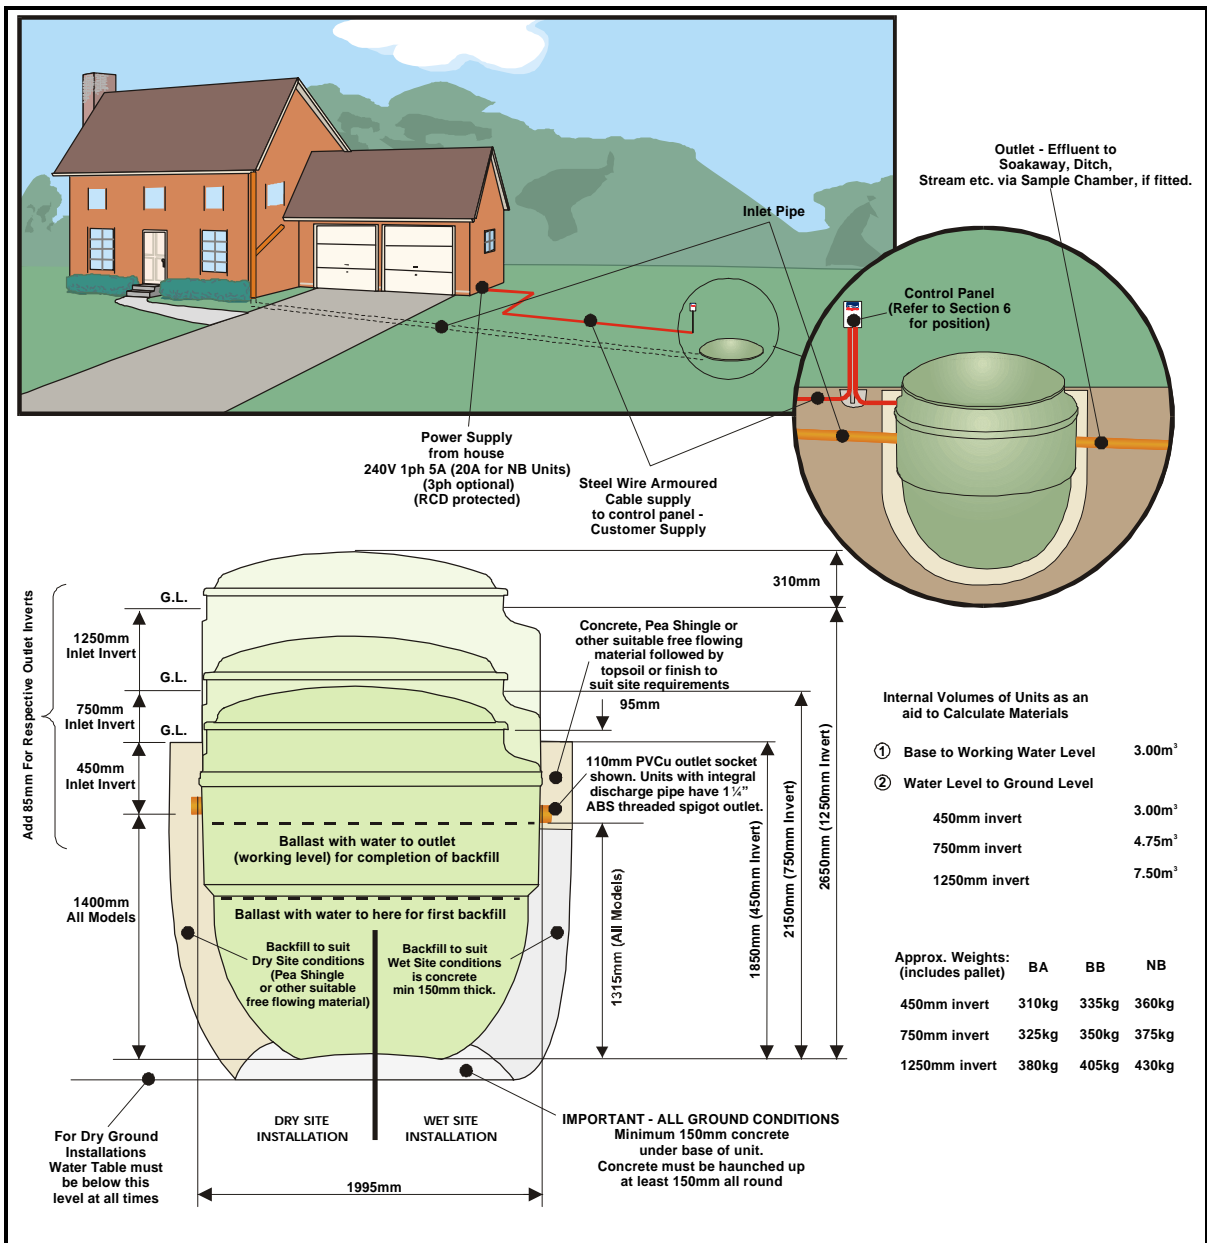 Outlet - Effluent to
Soakaway, Ditch,
Stream etc. via Sample Chamber, if fitted.
Inlet Pipe
Control Panel
(Refer to Section 6
for position)
Power Supply
from house
240V 1ph 5A (20A for NB Units)
(3ph optional)
(RCD protected)
Steel Wire Armoured
Cable supply
to control panel -
Customer Supply
310mm
G.L.
Add 85mm For Respective Outlet Inverts
1250mm
Inlet Invert
Concrete, Pea Shingle or
other suitable free flowing
material followed by
topsoil or finish to
suit site requirements
G.L.
95mm
750mm
Inlet Invert
G.L.
450mm
Inlet Invert
110mm PVCu outlet socket
shown. Units with integral
discharge pipe have 1¼”
ABS threaded spigot outlet.
Ballast with water to outlet
(working level) for completion of backfill
1400mm
All Models
Ballast with water to here for first backfill
Backfill to suit
Dry Site conditions
(Pea Shingle
or other suitable
free flowing material)
Backfill to suit
Wet Site conditions
is concrete
min 150mm thick.
1315mm (All Models)
1850mm (450mm Invert)
2150mm (750mm Invert)
2650mm (1250mm Invert)
Internal Volumes of Units as an
aid to Calculate Materials
① Base to Working Water Level 3.00m³
② Water Level to Ground Level
450mm invert 3.00m³
750mm invert 4.75m³
1250mm invert 7.50m³
Approx. Weights:
(includes pallet) BA BB NB
450mm invert 310kg 335kg 360kg
750mm invert 325kg 350kg 375kg
1250mm invert 380kg 405kg 430kg
DRY SITE
INSTALLATION
WET SITE
INSTALLATION
IMPORTANT - ALL GROUND CONDITIONS
Minimum 150mm concrete
under base of unit.
Concrete must be haunched up
at least 150mm all round
For Dry Ground
Installations
Water Table must
be below this
level at all times
1995mm